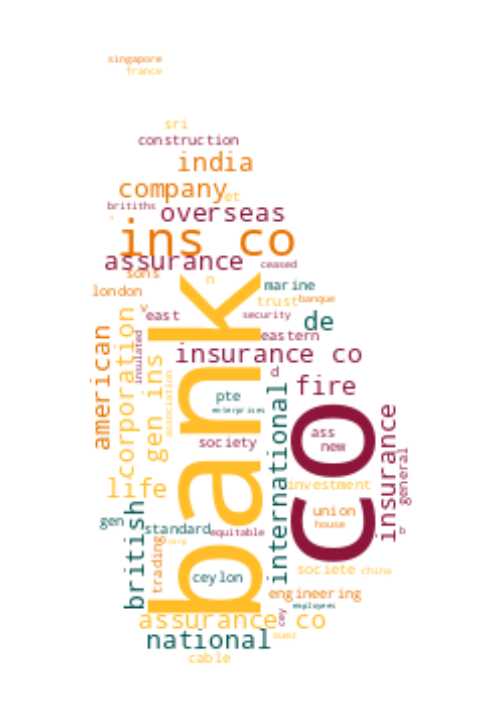 singapore
france
sri
construction
india
company
et
britiths
overseas
ins co
assurance
ceased
sons
n
marine
london
trust
banque
v
east
security
de
eastern
american
corporation
insulated
gen ins
association
bank
insurance co
d
fire
pte
enterprises
international
co
ass
new
society
insurance
general
life
investment
gen
british
standard
equitable
union
house
br
trading
corp
ceylon
societe
china
engineering
employees
assurance co
cey
national
suez
cable